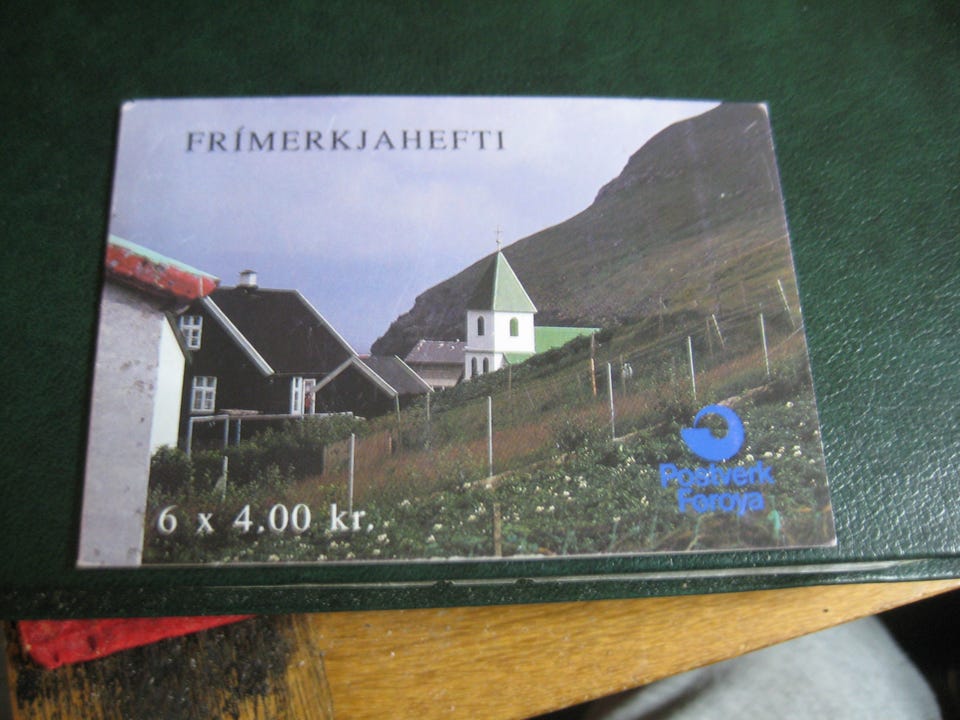 FRÍMERKJAHEFTI
6 x 4.00 kr.
Postverk
Føroya